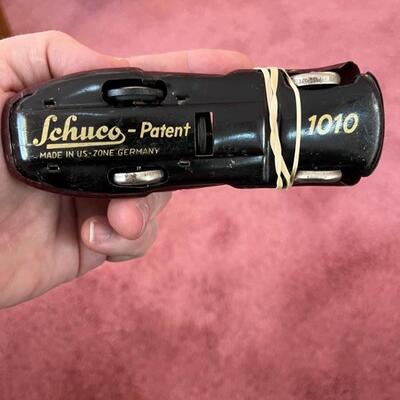 Schuco - Patent
MADE IN US-ZONE GERMANY
1010